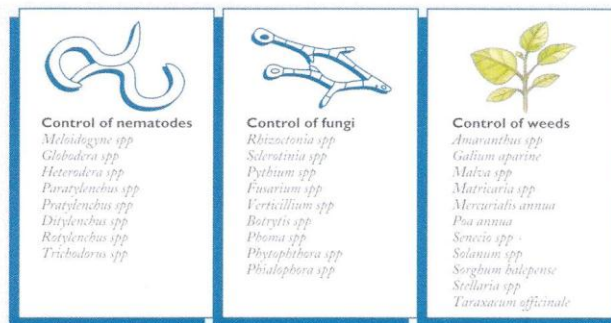 Control of nematodes
Meloidogyne spp
Globodera spp
Heterodera spp
Paratylenchus spp
Pratylenchus spp
Ditylenchus spp
Rotylenchus spp
Trichodorus spp
Control of fungi
Rhizoctonia spp
Sclerotinia spp
Pythium spp
Fusarium spp
Verticillium spp
Botrytis spp
Phoma spp
Phytophthora spp
Phialophora spp
Control of weeds
Amaranthus spp
Galium aparine
Malva spp
Matricaria spp
Mercurialis annua
Poa annua
Senecio spp
Solanum spp
Sorghum halepense
Stellaria spp
Taraxacum officinale